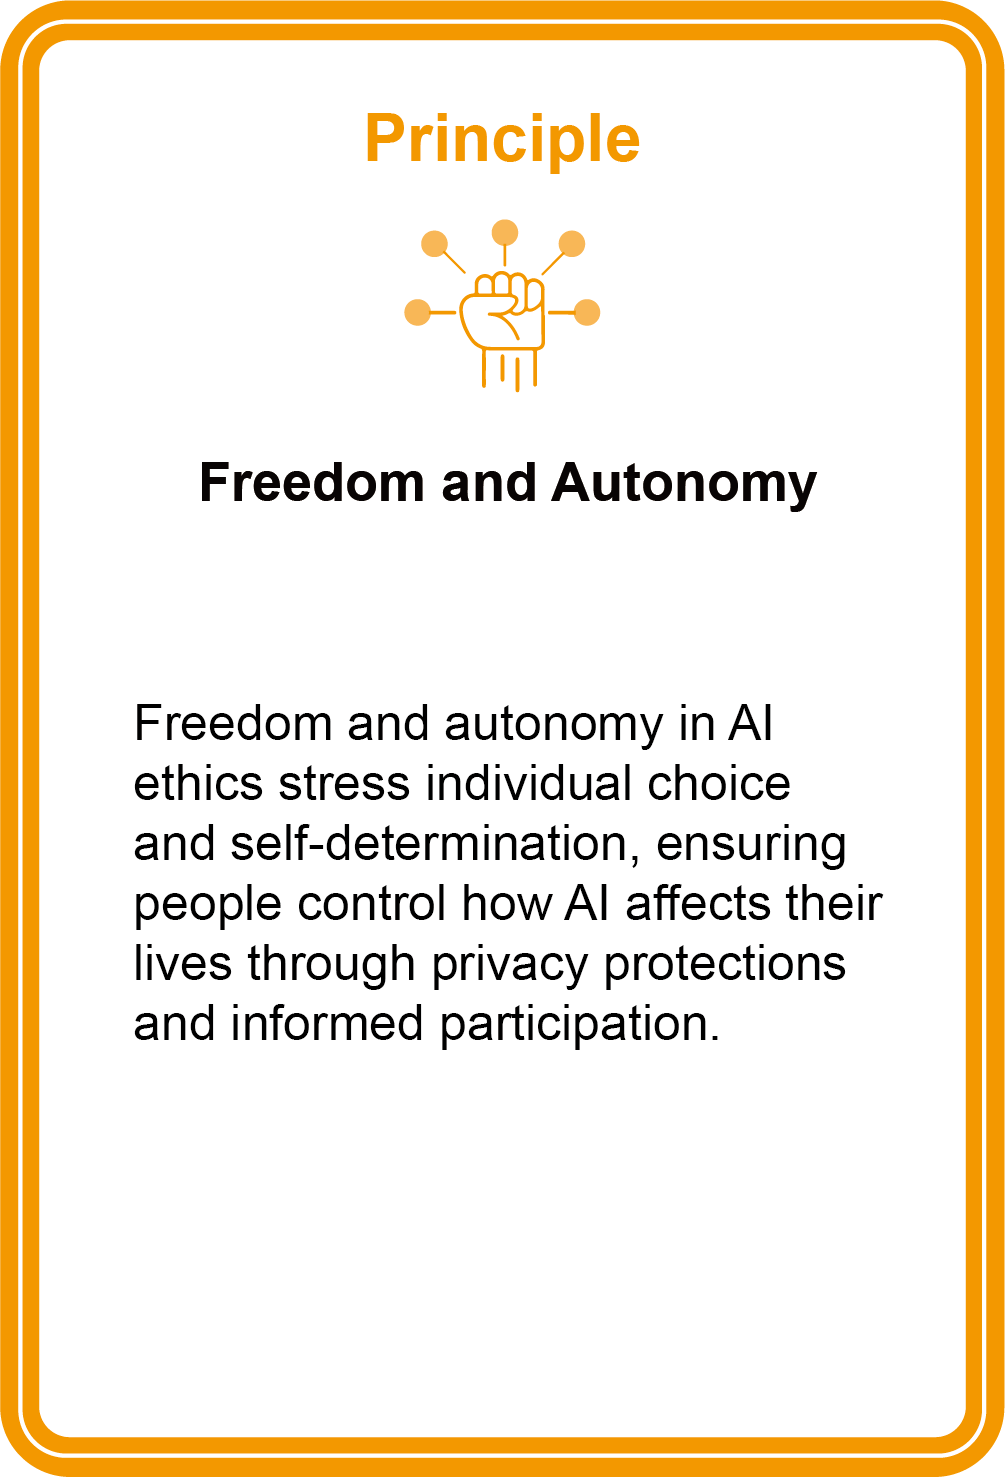 Principle
Freedom and Autonomy
Freedom and autonomy in AI
ethics stress individual choice
and self-determination, ensuring
people control how AI affects their
lives through privacy protections
and informed participation.